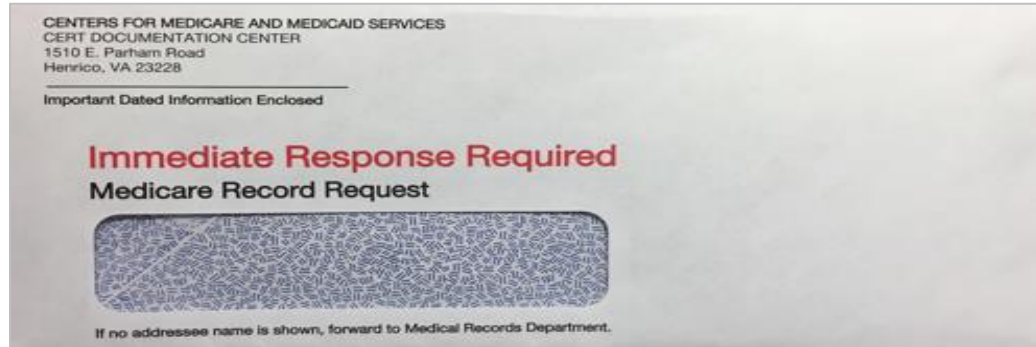 CENTERS FOR MEDICARE AND MEDICAID SERVICES
CERT DOCUMENTATION CENTER
1510 E. Parham Road
Henrico, VA 23228
Important Dated Information Enclosed
Immediate Response Required
Medicare Record Request
If no addressee name is shown, forward to Medical Records Department.